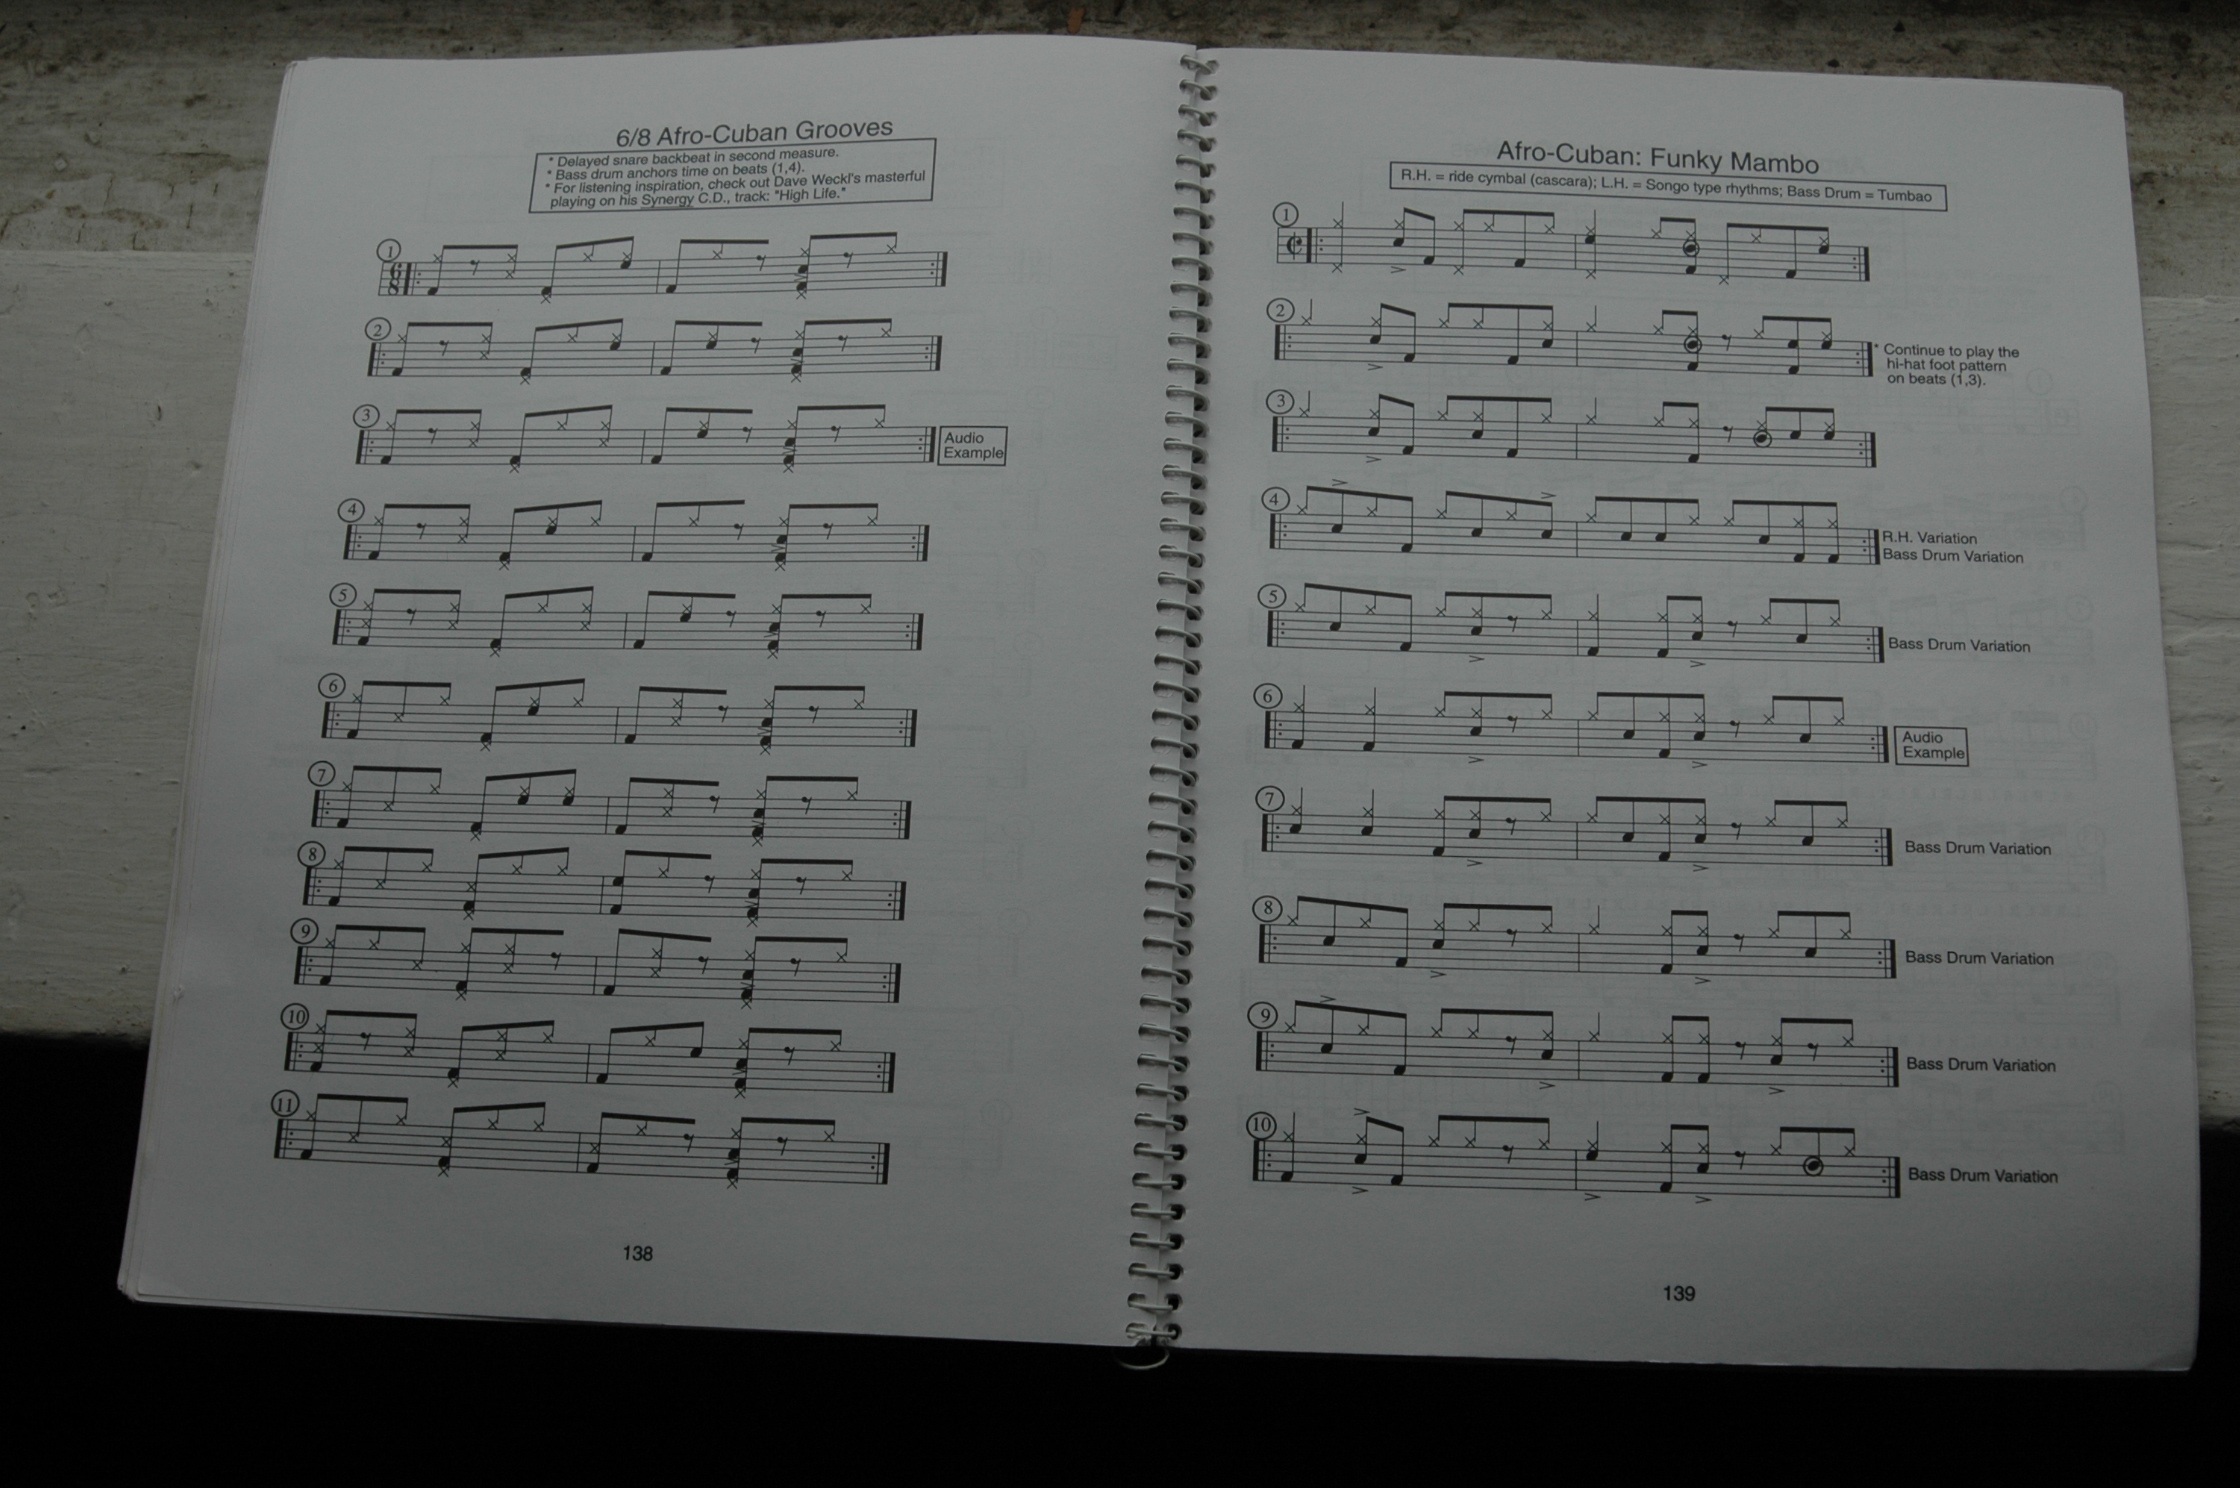 6/8 Afro-Cuban Grooves
* Delayed snare backbeat in second measure.
* Bass drum anchors time on beats (1,4).
* For listening inspiration, check out Dave Weckl's masterful
playing on his Synergy C.D., track: "High Life."
1
6
8
2
3
Audio
Example
4
5
6
7
8
9
10
11
138
Afro-Cuban: Funky Mambo
R.H. = ride cymbal (cascara); L.H. = Songo type rhythms; Bass Drum = Tumbao
1
2
* Continue to play the
hi-hat foot pattern
on beats (1,3).
3
4
R.H. Variation
Bass Drum Variation
5
Bass Drum Variation
6
Audio
Example
7
Bass Drum Variation
8
Bass Drum Variation
9
Bass Drum Variation
10
Bass Drum Variation
139